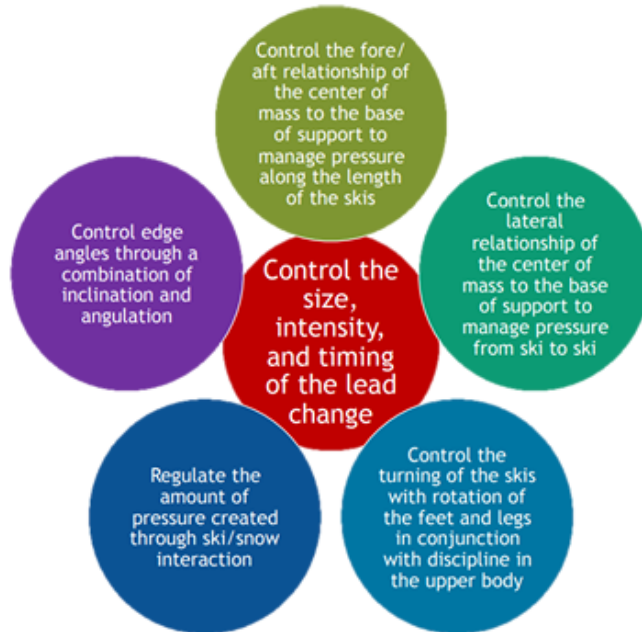 Control the fore/
aft relationship of
the center of
mass to the base
of support to
manage pressure
along the length
of the skis
Control the
lateral
relationship of
the center of
mass to the base
of support to
manage pressure
from ski to ski
Control the
turning of the skis
with rotation of
the feet and legs
in conjunction
with discipline in
the upper body
Regulate the
amount of
pressure created
through ski/snow
interaction
Control edge
angles through a
combination of
inclination and
angulation
Control the
size,
intensity,
and timing
of the lead
change